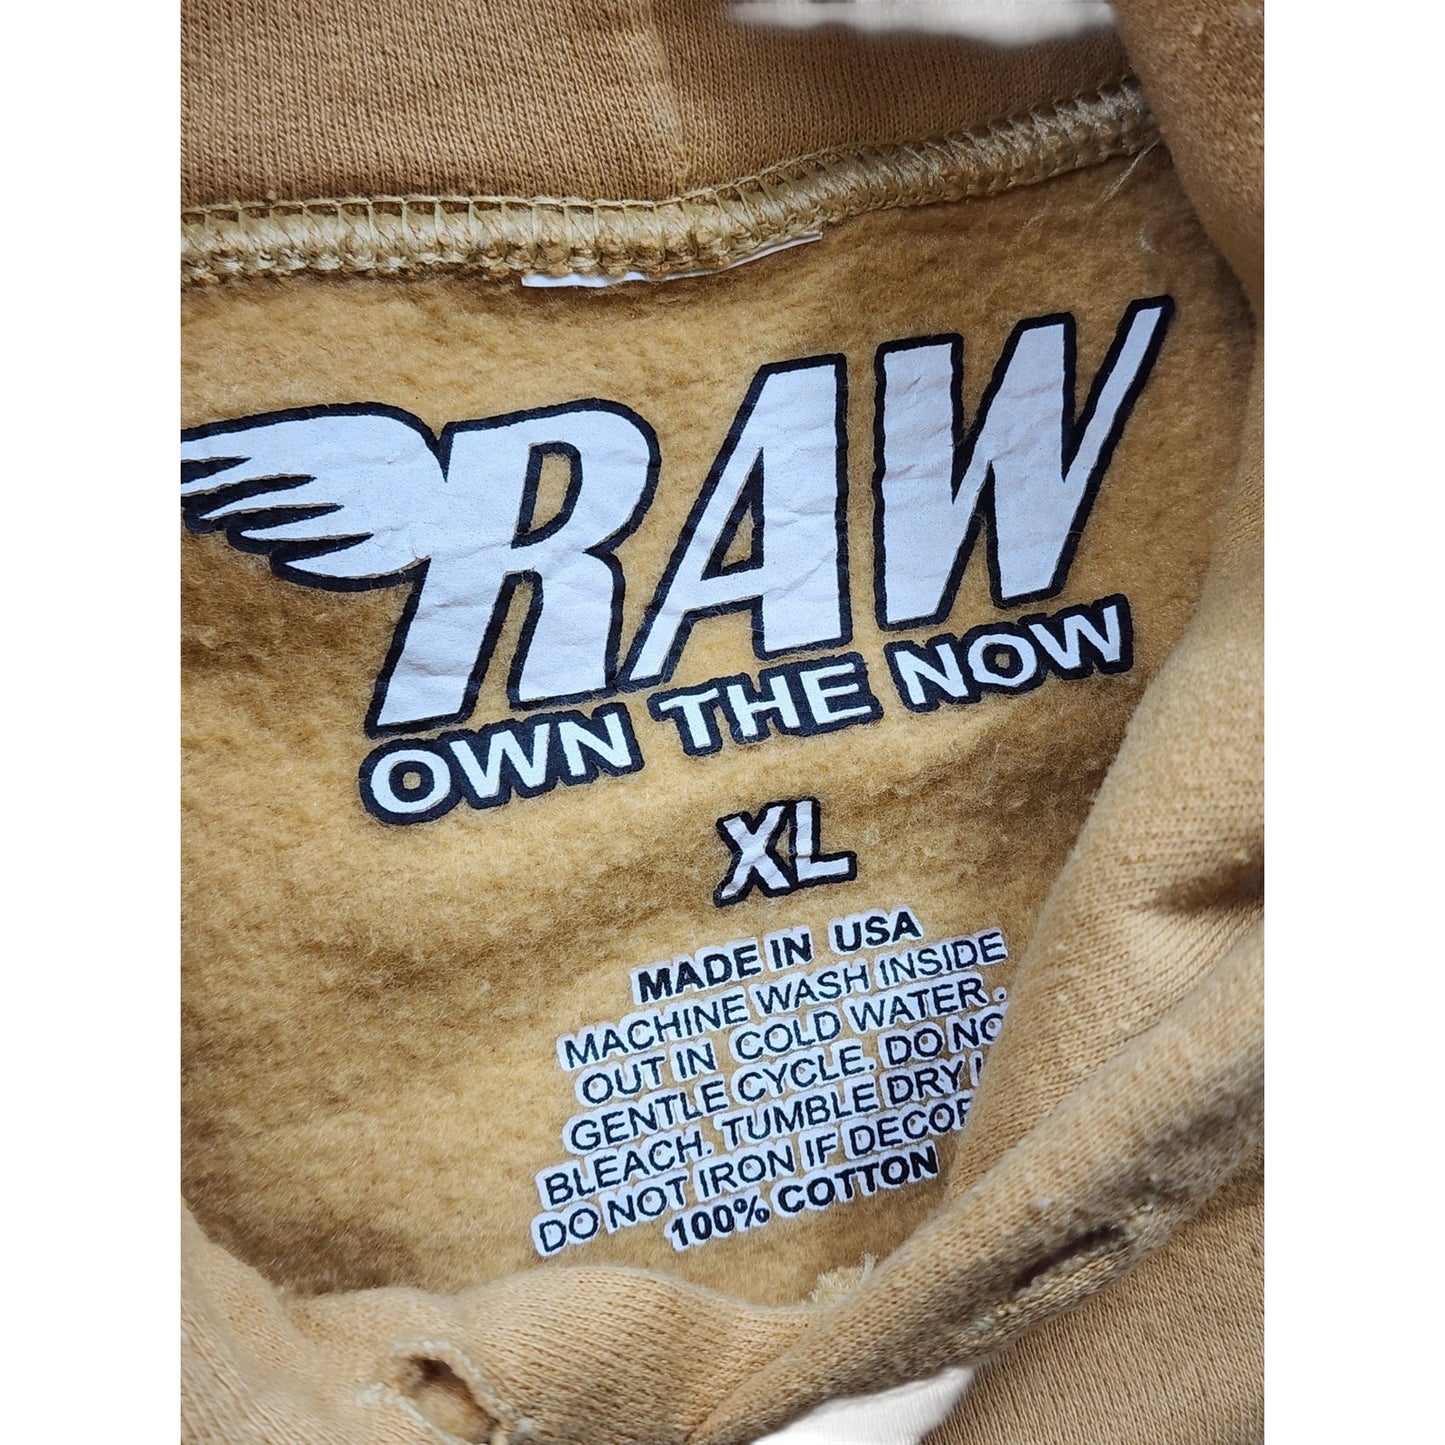 RAW
OWN THE NOW
XL
MADE IN USA
MACHINE WASH INSIDE
OUT IN COLD WATER.
GENTLE CYCLE. DO
BLEACH. TUMBLE DRY
DO NOT IRON IF
100% COTTON